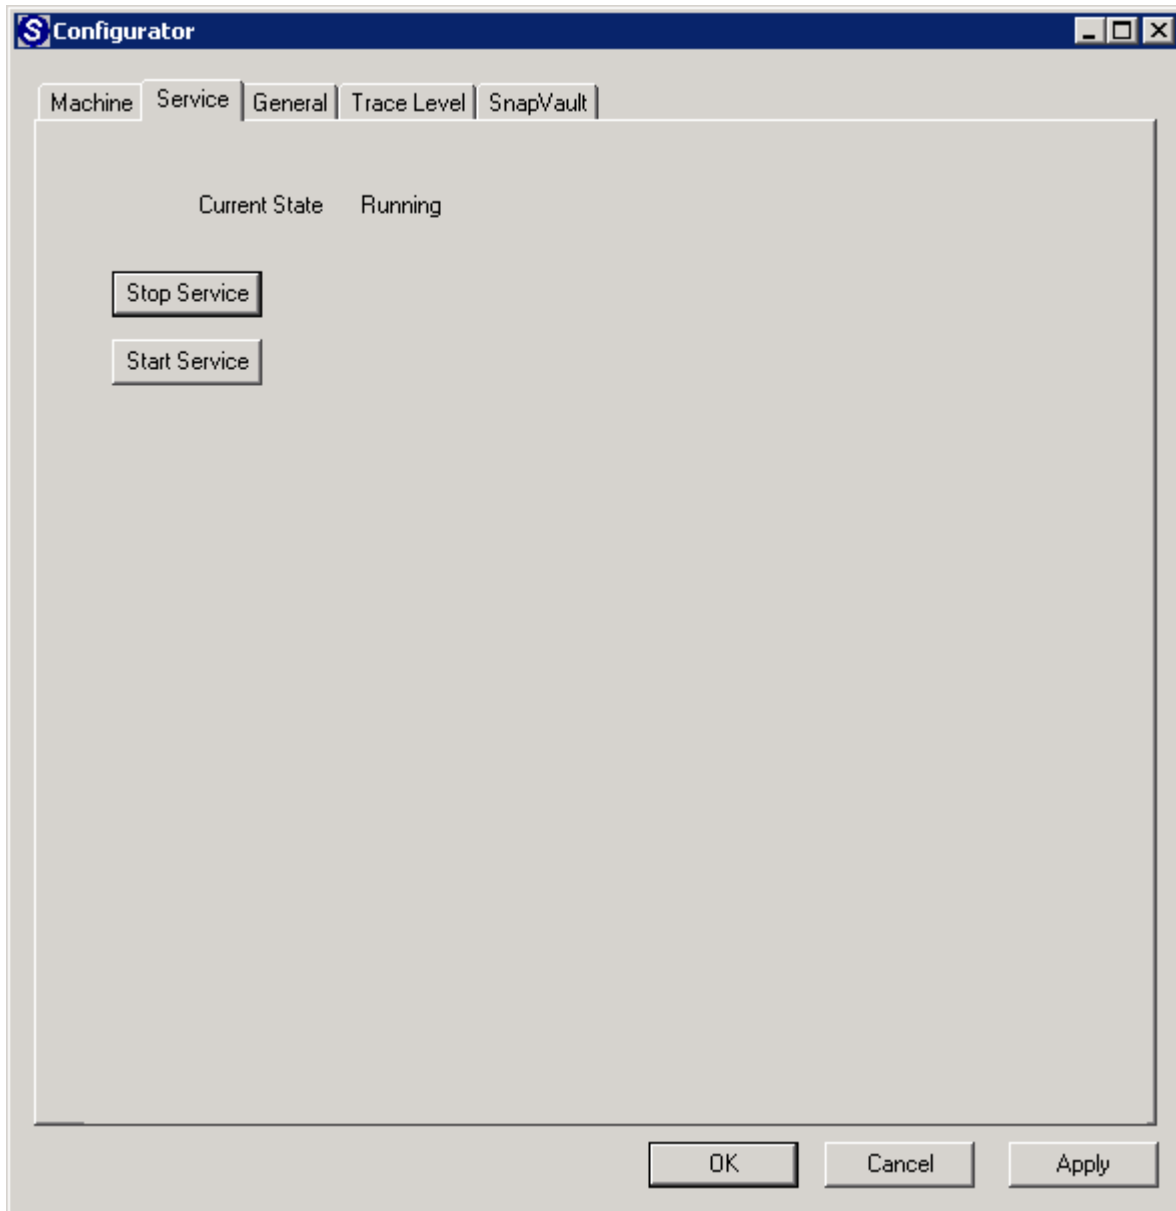 S Configurator
Machine Service General Trace Level SnapVault
Current State Running
Stop Service
Start Service
OK Cancel Apply